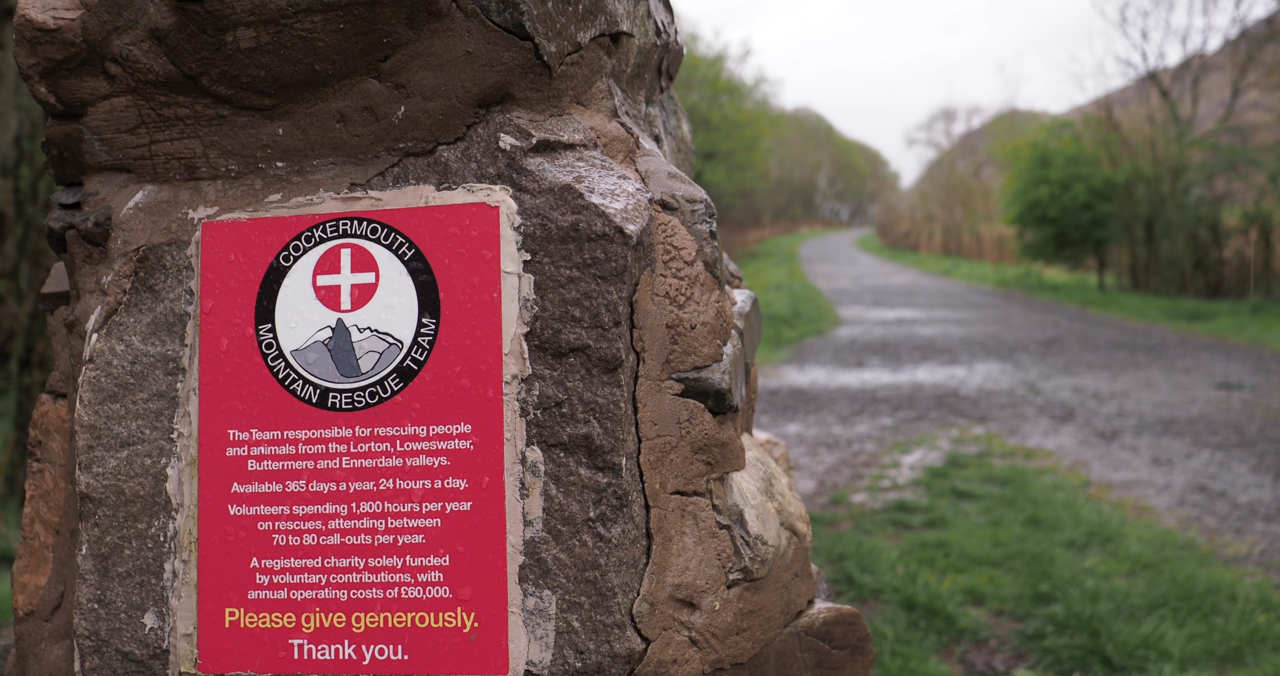 COCKERMOUTH
MOUNTAIN RESCUE TEAM
The Team responsible for rescuing people
and animals from the Lorton, Loweswater,
Buttermere and Ennerdale valleys.
Available 365 days a year, 24 hours a day.
Volunteers spending 1,800 hours per year
on rescues, attending between
70 to 80 call-outs per year.
A registered charity solely funded
by voluntary contributions, with
annual operating costs of £60,000.
Please give generously.
Thank you.